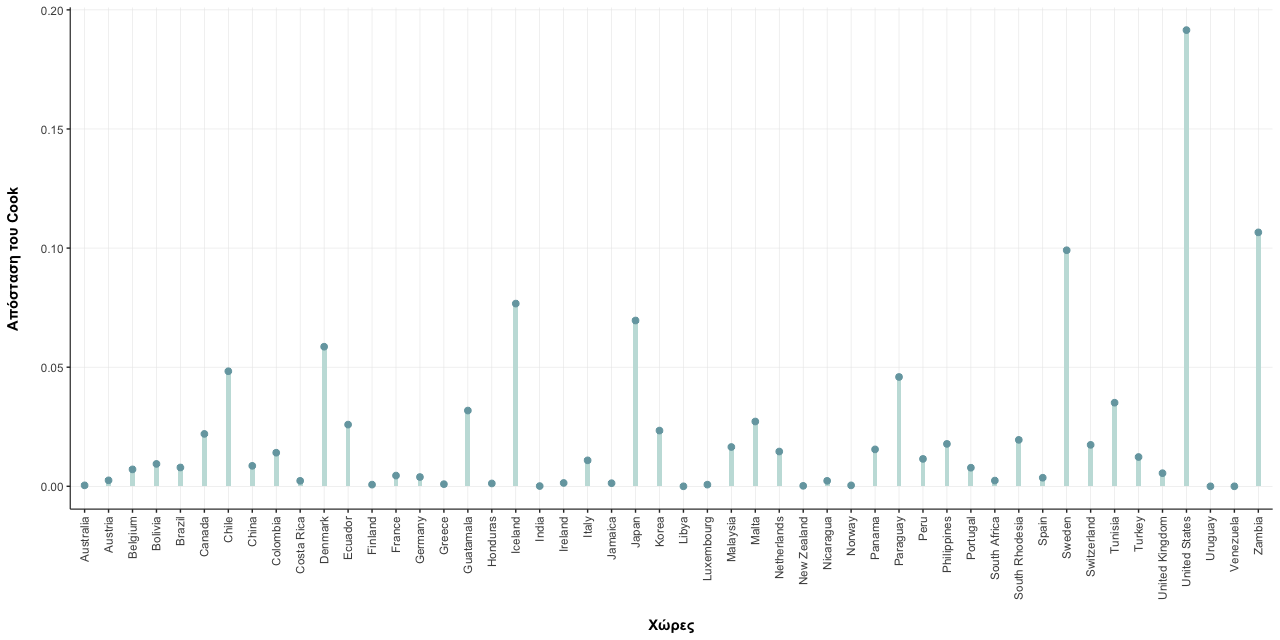 0.20
0.15
0.10
0.05
0.00
Απόσταση του Cook
Australia
Austria
Belgium
Bolivia
Brazil
Canada
Chile
China
Colombia
Costa Rica
Denmark
Ecuador
Finland
France
Germany
Greece
Guatamala
Honduras
Iceland
India
Ireland
Italy
Jamaica
Japan
Korea
Libya
Luxembourg
Malaysia
Malta
Netherlands
New Zealand
Nicaragua
Norway
Panama
Paraguay
Peru
Philippines
Portugal
South Africa
South Rhodesia
Spain
Sweden
Switzerland
Tunisia
Turkey
United Kingdom
United States
Uruguay
Venezuela
Zambia
Χώρες